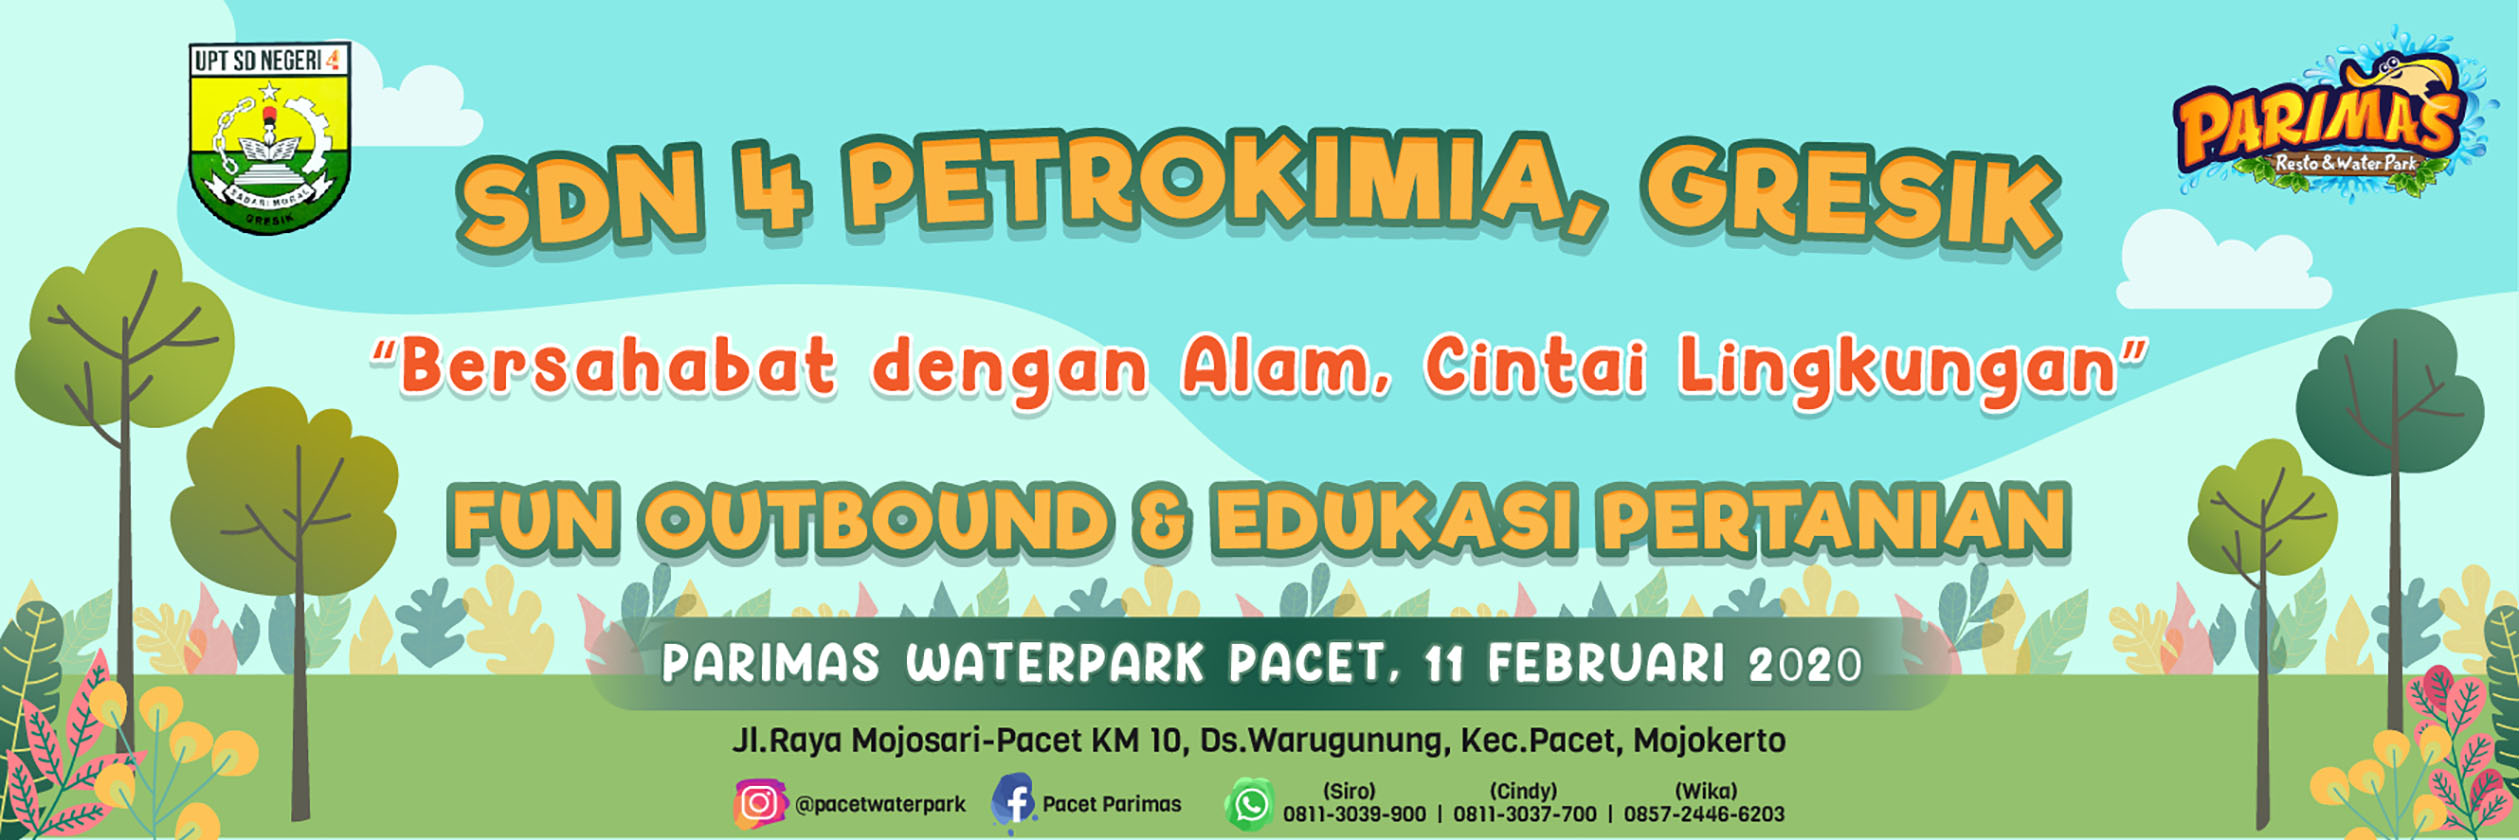 UPT SD NEGERI 4
SADARI MORAL
GRESIK
PARIMAS
Resto & Water Park
SDN 4 PETROKIMIA, GRESIK
“Bersahabat dengan Alam, Cintai Lingkungan”
FUN OUTBOUND & EDUKASI PERTANIAN
PARIMAS WATERPARK PACET, 11 FEBRUARI 2020
Jl.Raya Mojosari-Pacet KM 10, Ds.Warugunung, Kec.Pacet, Mojokerto
@pacetwaterpark
Pacet Parimas
(Siro) (Cindy) (Wika)
0811-3039-900 | 0811-3037-700 | 0857-2446-6203